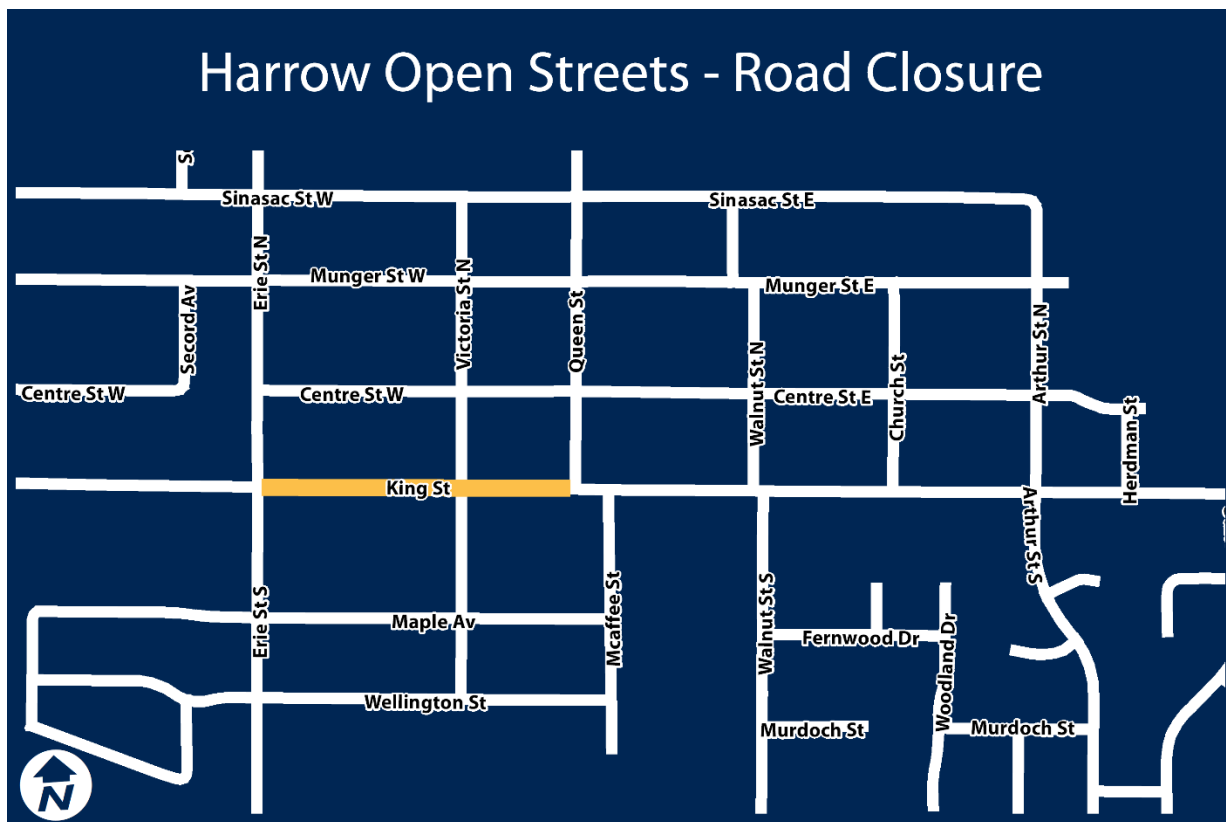 Harrow Open Streets - Road Closure
Sinasac St W
Sinasac St E
Erie St N
Munger St W
Victoria St N
Queen St
Munger St E
Secord Av
Centre St W
Centre St W
Walnut St N
Centre St E
Church St
Arthur St N
Herdman St
King St
Arthur St S
Erie St S
Maple Av
Mcaffee St
Walnut St S
Fernwood Dr
Woodland Dr
Wellington St
Murdoch St
Murdoch St
N